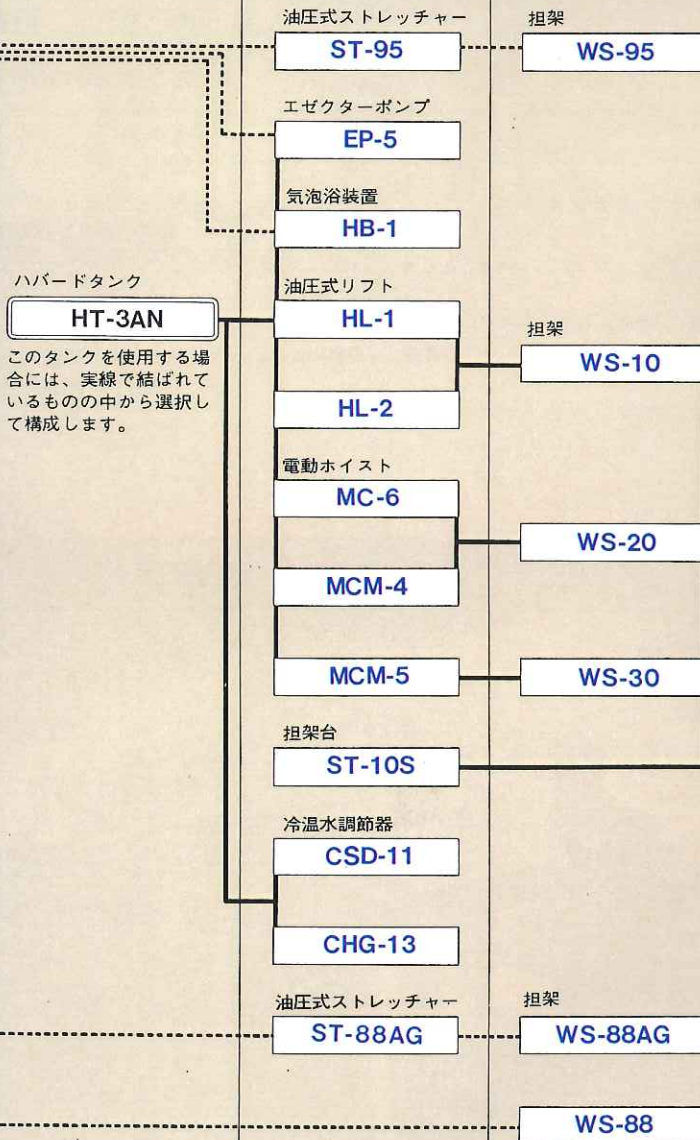 油圧式ストレッチャー
担架
ST-95
WS-95
エゼクターポンプ
EP-5
気泡浴装置
HB-1
ハバードタンク
HT-3AN
このタンクを使用する場
合には、実線で結ばれて
いるものの中から選択し
て構成します。
油圧式リフト
HL-1
HL-2
担架
WS-10
電動ホイスト
MC-6
MCM-4
WS-20
MCM-5
WS-30
担架台
ST-10S
冷温水調節器
CSD-11
CHG-13
油圧式ストレッチャー
担架
ST-88AG
WS-88AG
WS-88